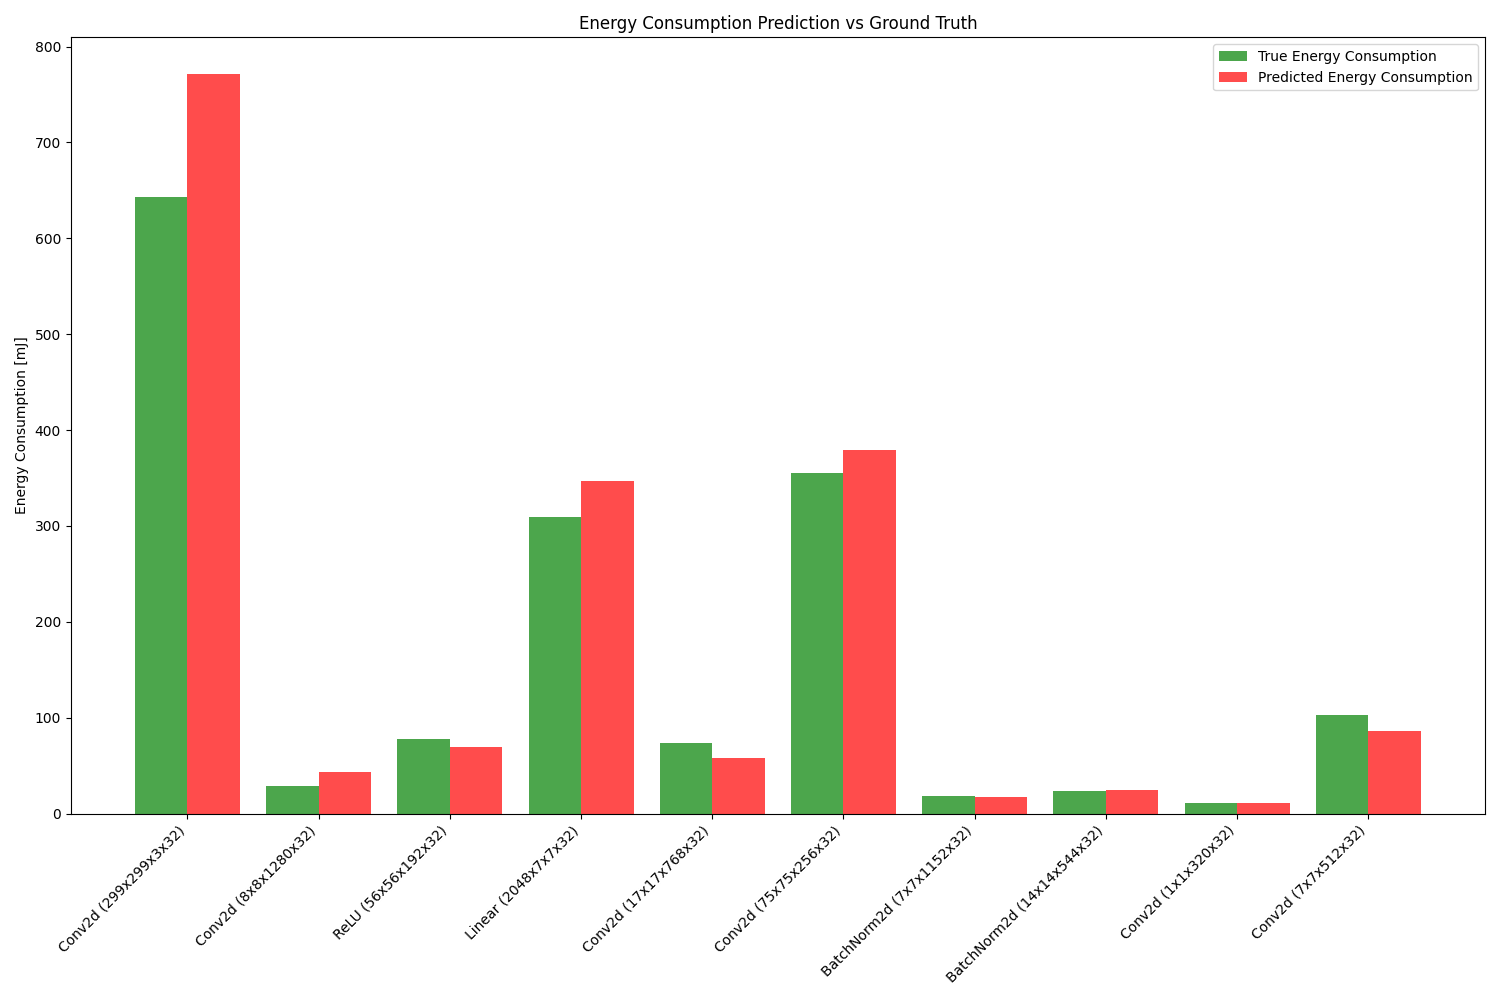 Energy Consumption Prediction vs Ground Truth
True Energy Consumption
Predicted Energy Consumption
Energy Consumption [mJ]
800
700
600
500
400
300
200
100
0
Conv2d (299x299x3x32)
Conv2d (8x8x1280x32)
ReLU (56x56x192x32)
Linear (2048x7x7x32)
Conv2d (17x17x768x32)
Conv2d (75x75x256x32)
BatchNorm2d (7x7x1152x32)
BatchNorm2d (14x14x544x32)
Conv2d (1x1x320x32)
Conv2d (7x7x512x32)